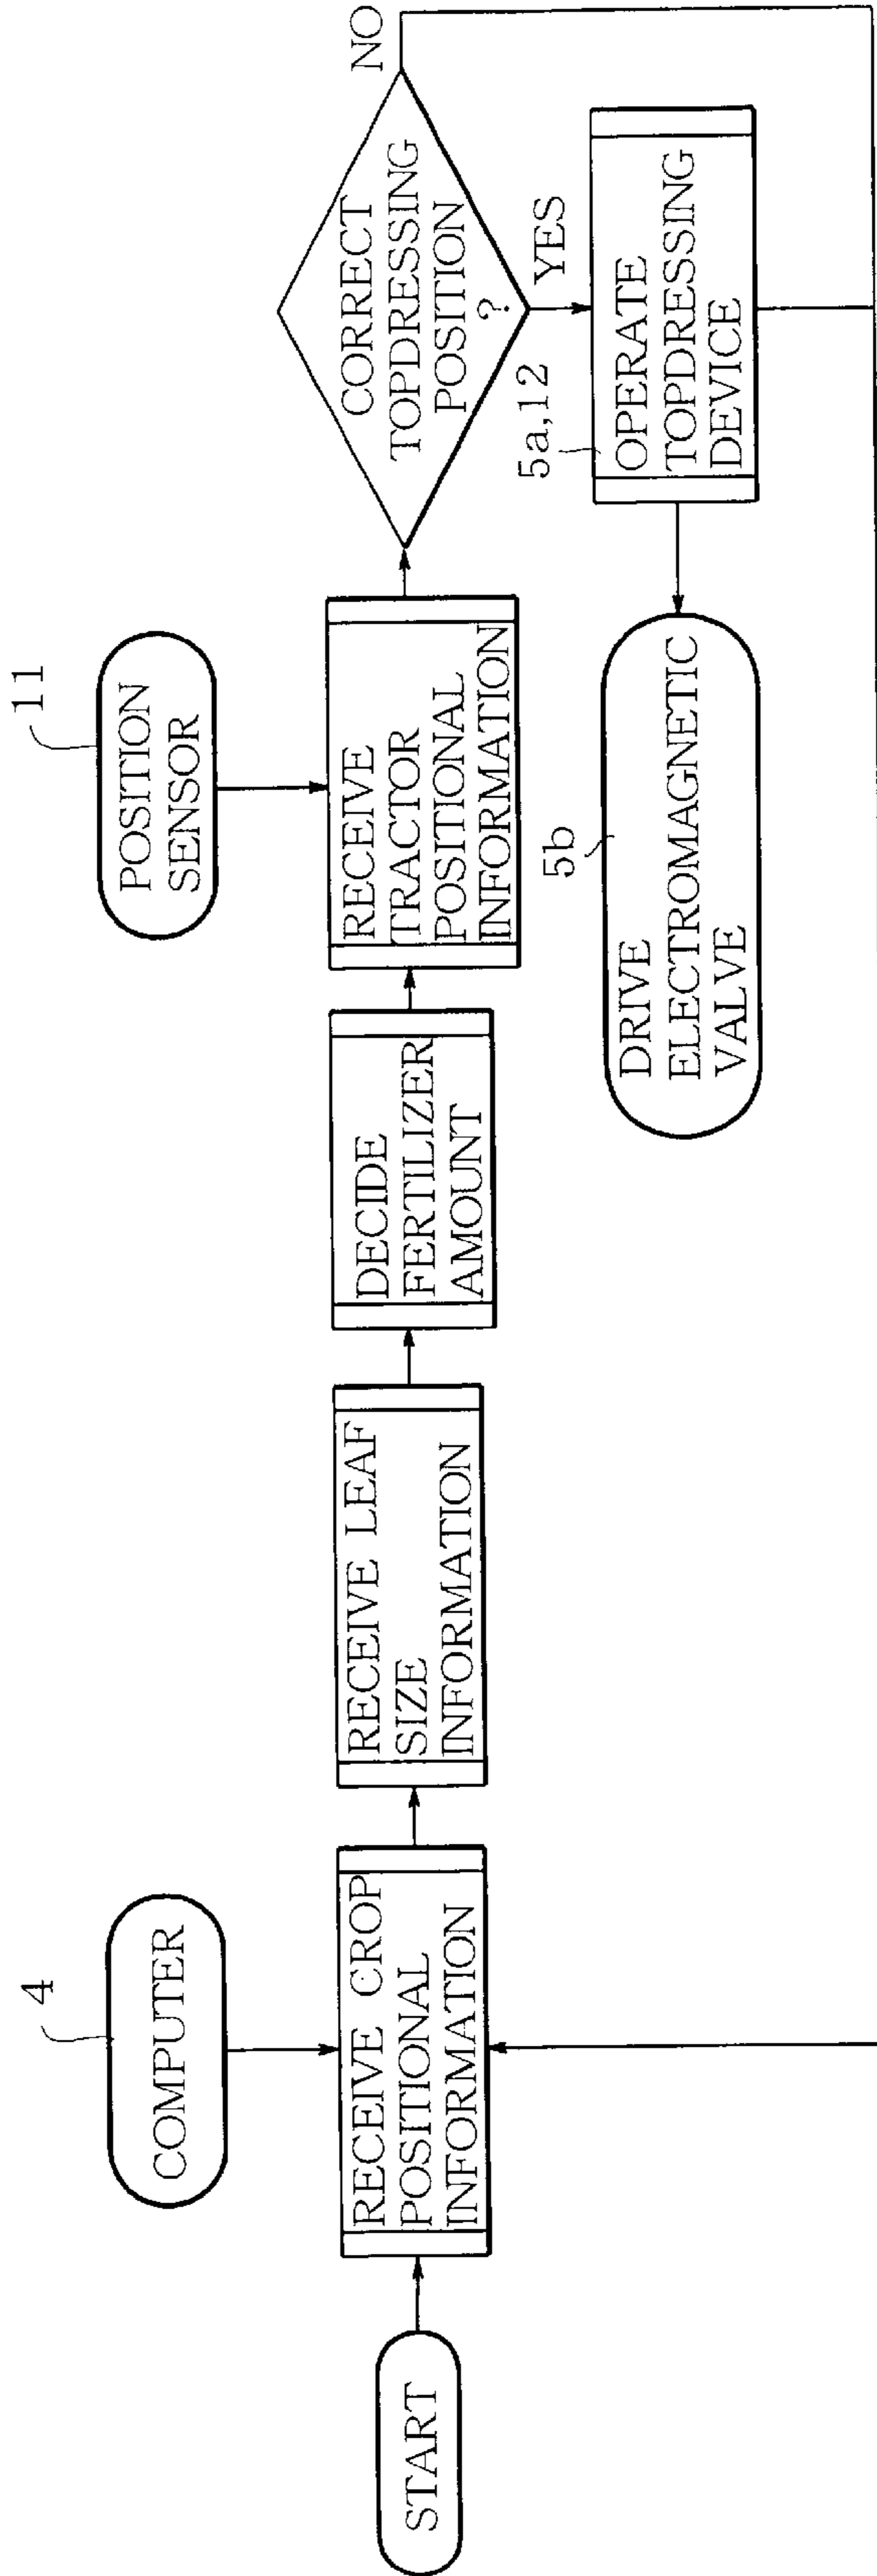 START
4
COMPUTER
RECEIVE CROP
POSITIONAL
INFORMATION
RECEIVE LEAF
SIZE
INFORMATION
DECIDE
FERTILIZER
AMOUNT
11
POSITION
SENSOR
RECEIVE
TRACTOR
POSITIONAL
INFORMATION
CORRECT
TOPDRESSING
POSITION
?
NO
YES
5a,12
OPERATE
TOPDRESSING
DEVICE
5b
DRIVE
ELECTROMAGNETIC
VALVE